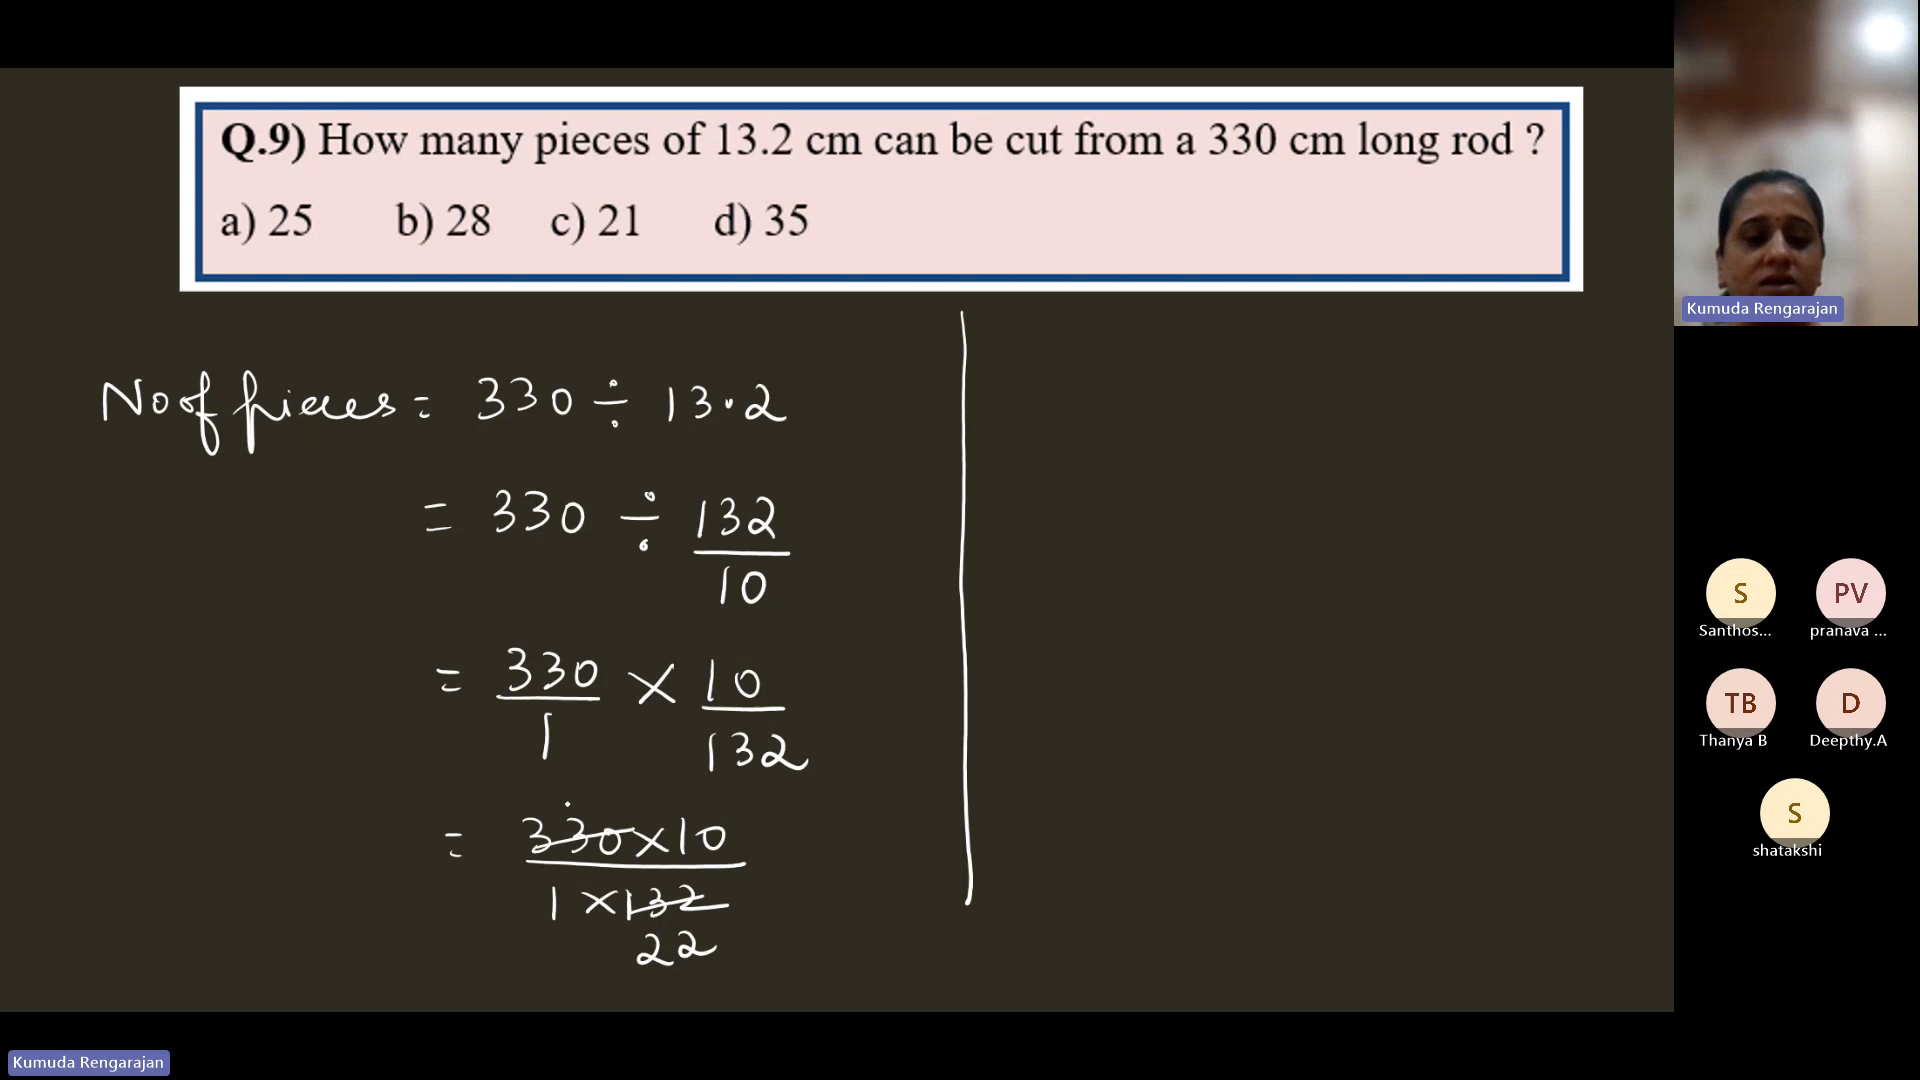 Q.9) How many pieces of 13.2 cm can be cut from a 330 cm long rod ?
a) 25 b) 28 c) 21 d) 35
Kumuda Rengarajan
No of pieces = 330 ÷ 13.2
= 330 ÷ 132/10
= 330/1 × 10/132
= 330×10
1×132
22
S
Santhos...
PV
pranava ...
TB
Thanya B
D
Deepthy.A
S
shatakshi
Kumuda Rengarajan